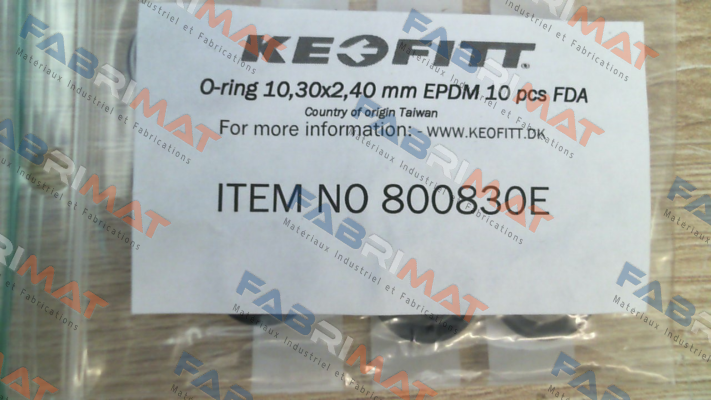 KEOFITT®
O-ring 10,30x2,40 mm EPDM 10 pcs FDA
Country of origin Taiwan
For more information:- WWW.KEOFITT.DK
ITEM NO 800830E
FABRIMAT
Materiaux Industriel et Fabrications